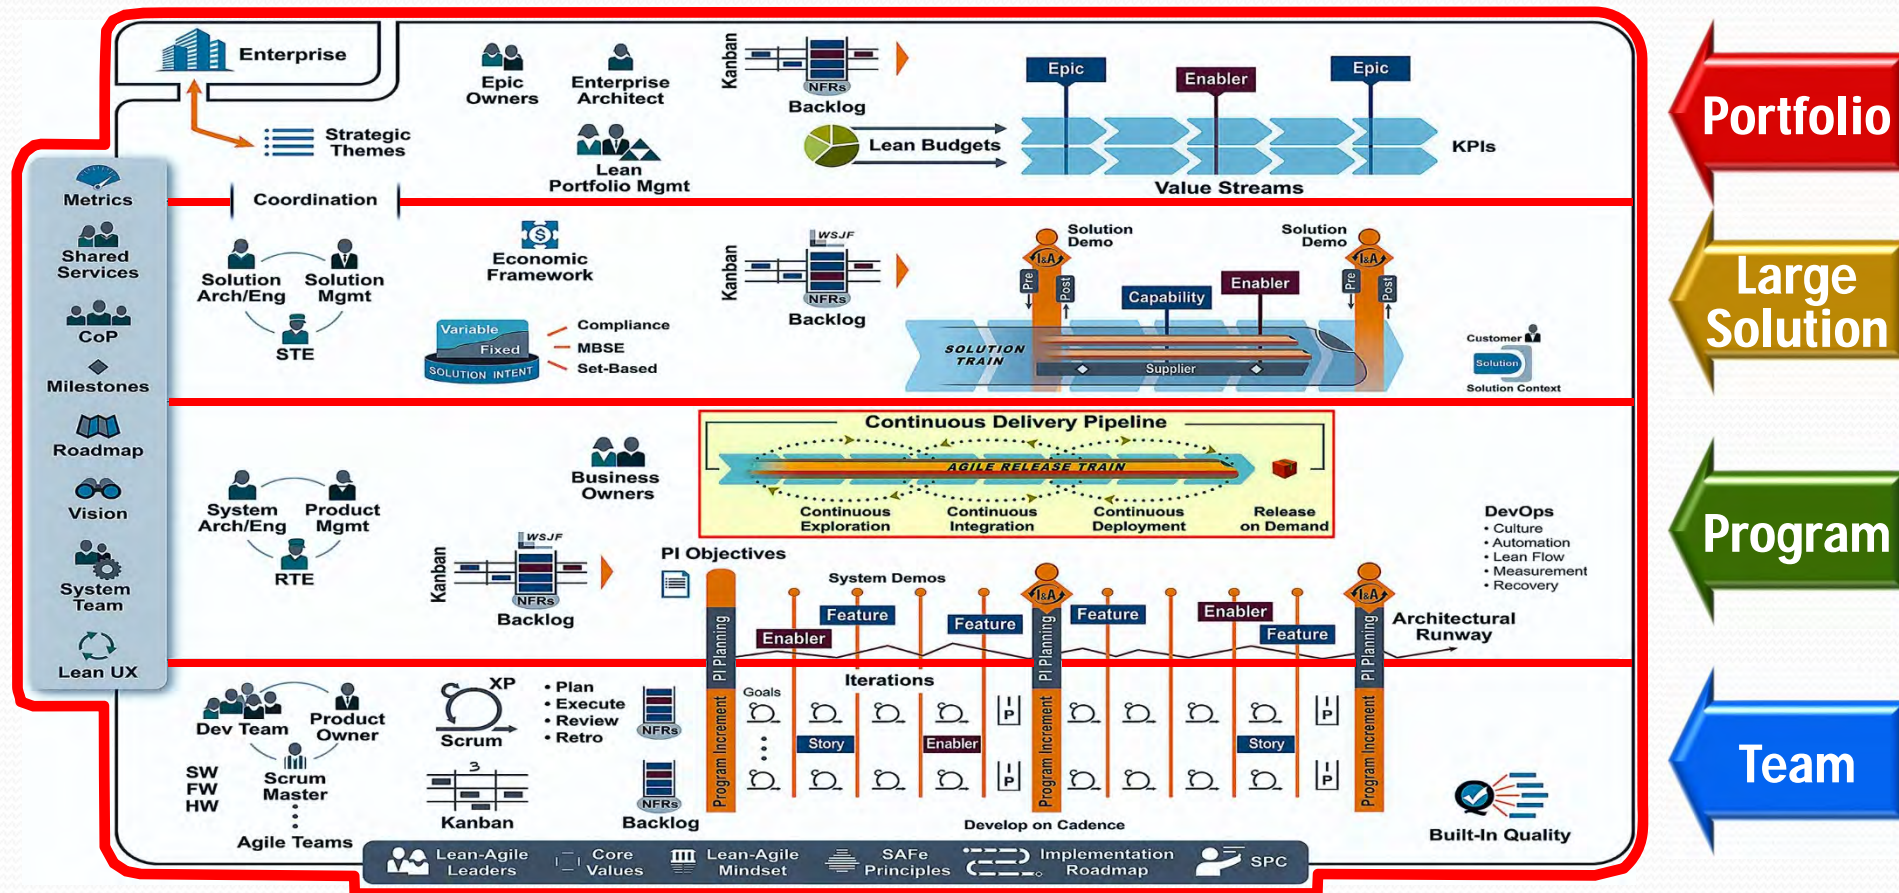 Enterprise
Strategic
Themes
Epic
Owners
Enterprise
Architect
Lean
Portfolio Mgmt
Kanban
NFRs
Backlog
Lean Budgets
Epic
Enabler
Epic
KPIs
Value Streams
Portfolio
Metrics
Shared
Services
CoP
Milestones
Roadmap
Vision
System
Team
Lean UX
Coordination
Solution
Arch/Eng
Solution
Mgmt
STE
Economic
Framework
Variable
Fixed
SOLUTION INTENT
Compliance
MBSE
Set-Based
Kanban
WSJF
NFRs
Backlog
Solution
Demo
I&A
Pre
Post
Capability
Enabler
Solution
Demo
I&A
Pre
Post
SOLUTION
TRAIN
Supplier
Customer
Solution
Solution Context
Large
Solution
System
Arch/Eng
Product
Mgmt
RTE
Business
Owners
Continuous Delivery Pipeline
AGILE RELEASE TRAIN
Continuous
Exploration
Continuous
Integration
Continuous
Deployment
Release
on Demand
DevOps
• Culture
• Automation
• Lean Flow
• Measurement
• Recovery
Kanban
WSJF
NFRs
Backlog
PI Objectives
System Demos
Enabler
Feature
Feature
I&A
Feature
Enabler
Feature
I&A
PI Planning
PI Planning
PI Planning
Architectural
Runway
Program
Dev Team
Product
Owner
Scrum
Master
SW
FW
HW
Agile Teams
XP
Scrum
• Plan
• Execute
• Review
• Retro
3
Kanban
NFRs
NFRs
Backlog
Program Increment
Goals
Iterations
Story
Enabler
I
P
I
P
Program Increment
Story
I
P
I
P
Program Increment
Develop on Cadence
Built-In Quality
Team
Lean-Agile
Leaders
Core
Values
Lean-Agile
Mindset
SAFe
Principles
Implementation
Roadmap
SPC